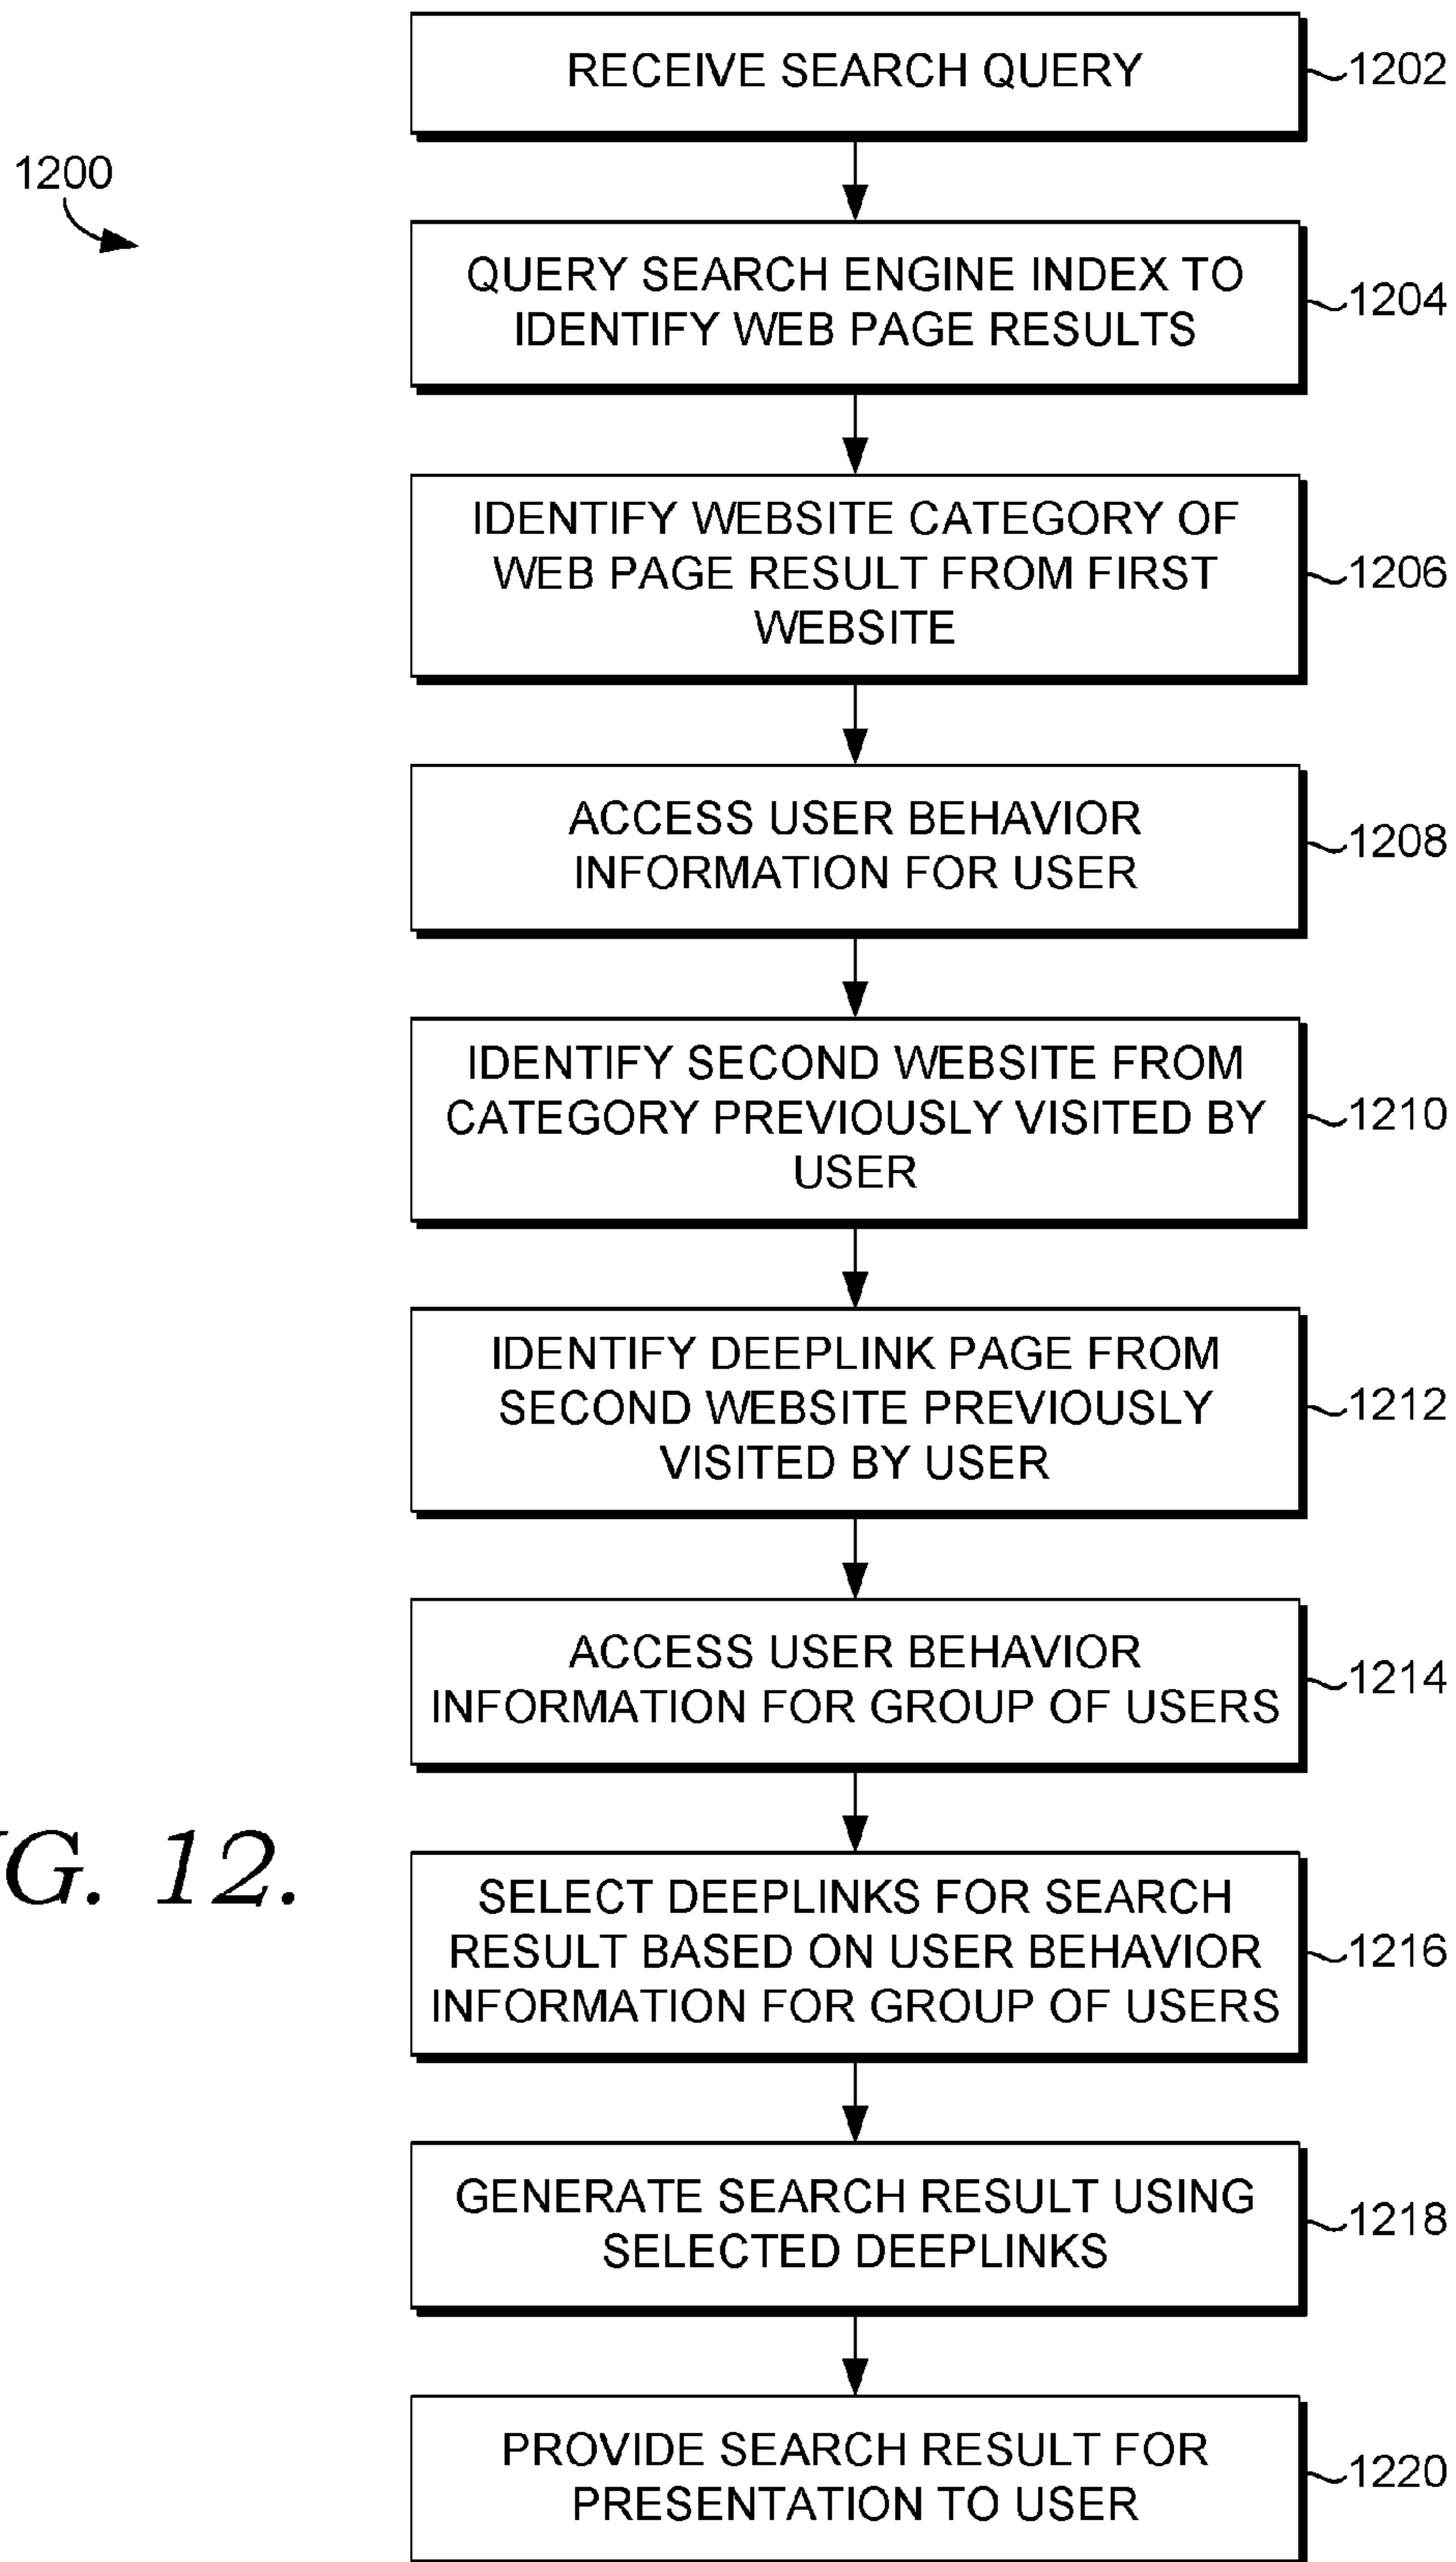 RECEIVE SEARCH QUERY
1202
1200
QUERY SEARCH ENGINE INDEX TO
IDENTIFY WEB PAGE RESULTS
1204
IDENTIFY WEBSITE CATEGORY OF
WEB PAGE RESULT FROM FIRST
WEBSITE
1206
ACCESS USER BEHAVIOR
INFORMATION FOR USER
1208
IDENTIFY SECOND WEBSITE FROM
CATEGORY PREVIOUSLY VISITED BY
USER
1210
IDENTIFY DEEPLINK PAGE FROM
SECOND WEBSITE PREVIOUSLY
VISITED BY USER
1212
ACCESS USER BEHAVIOR
INFORMATION FOR GROUP OF USERS
1214
G. 12.
SELECT DEEPLINKS FOR SEARCH
RESULT BASED ON USER BEHAVIOR
INFORMATION FOR GROUP OF USERS
1216
GENERATE SEARCH RESULT USING
SELECTED DEEPLINKS
1218
PROVIDE SEARCH RESULT FOR
PRESENTATION TO USER
1220